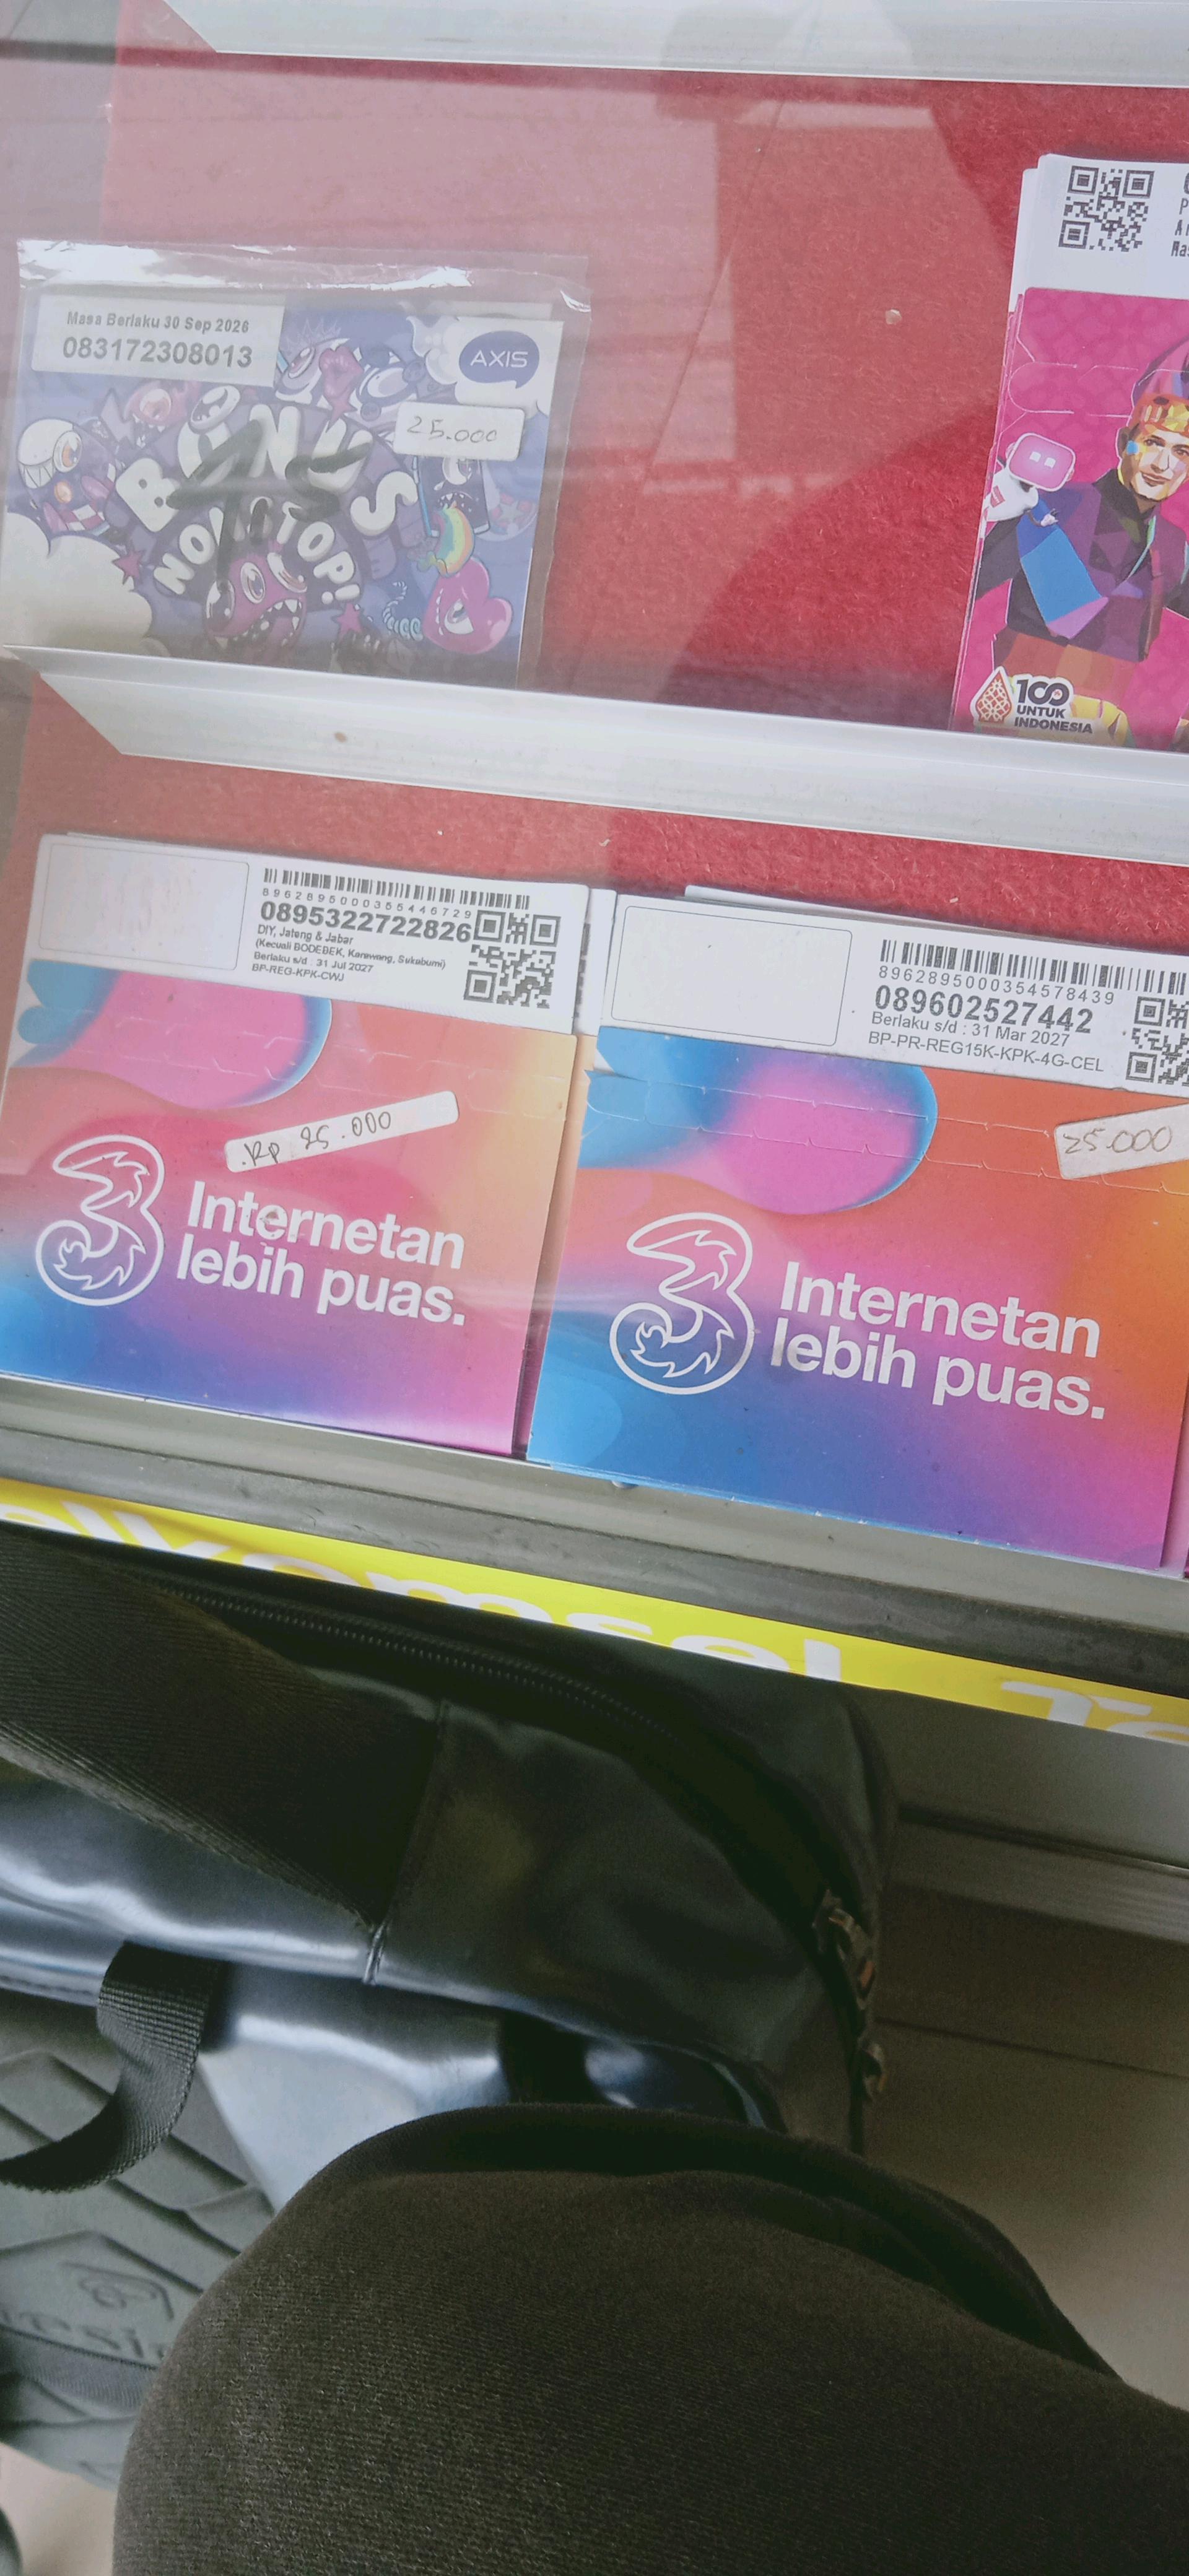 Masa Berlaku 30 Sep 2026
083172308013
AXIS
25.000
BONUS
NONSTOP!
100
UNTUK
INDONESIA
8962895000355446729
0895322722826
DIY, Jateng & Jabar
(Kecuali BODEBEK, Karawang, Sukabumi)
Berlaku s/d : 31 Jul 2027
BP-REG-KPK-CWJ
Rp 25.000
3
Internetan
lebih puas.
8962895000354578439
089602527442
Berlaku s/d : 31 Mar 2027
BP-PR-REG15K-KPK-4G-CEL
25.000
3
Internetan
lebih puas.